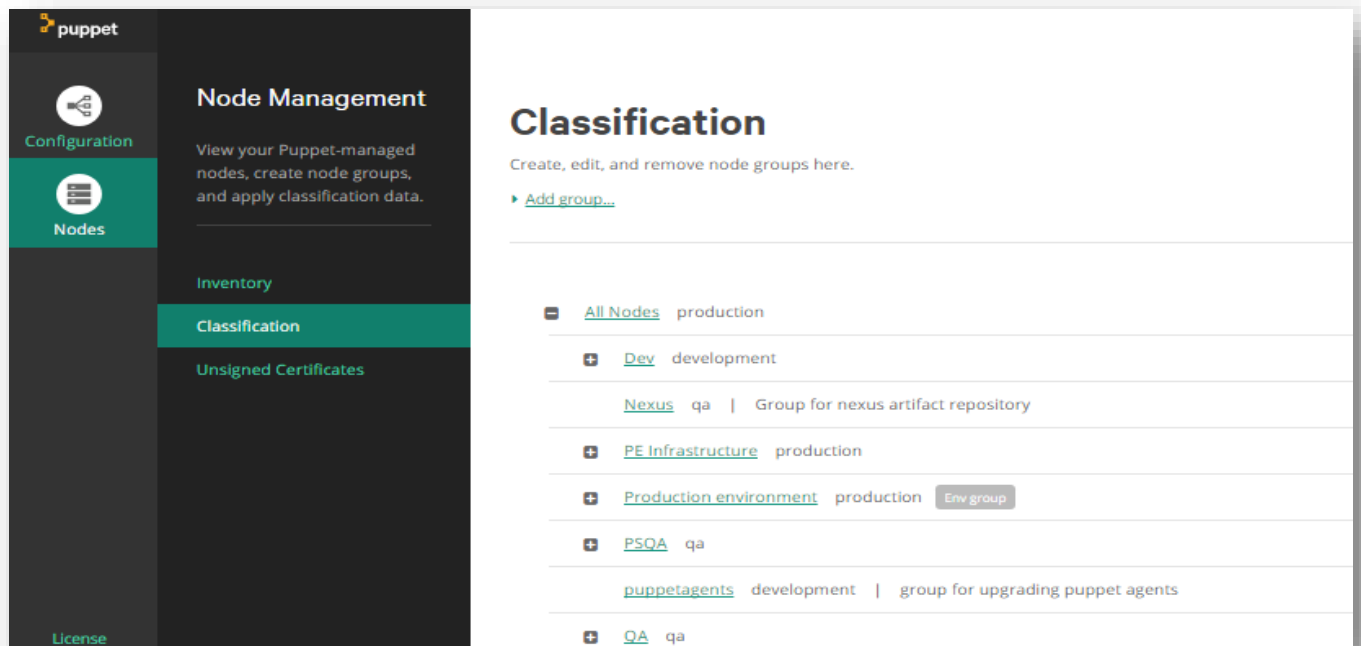 puppet
Configuration
Nodes
License
Node Management
View your Puppet-managed
nodes, create node groups,
and apply classification data.
Inventory
Classification
Unsigned Certificates
Classification
Create, edit, and remove node groups here.
Add group...
All Nodes production
Dev development
Nexus qa | Group for nexus artifact repository
PE Infrastructure production
Production environment production Env group
PSQA qa
puppetagents development | group for upgrading puppet agents
QA qa